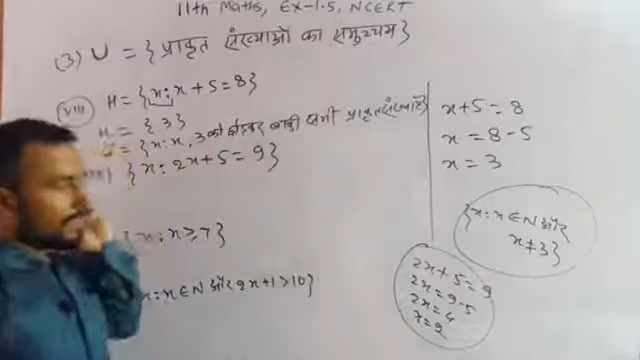 11th Maths, EX-1.5, NCERT
(3) U = {प्राकृत संख्याओं का समुच्चय}
VIII H = {x: x + 5 = 8}
H = {3}
= {x: x, 3 को छोड़कर बाकी सभी प्राकृत संख्याएँ}
{x: 2x + 5 = 9}
{x: x ≥ 7}
x: x ∈ N और 2x + 1 > 10}
x + 5 = 8
x = 8 - 5
x = 3
{x: x ∈ N और
x ≠ 3}
2x + 5 = 9
2x = 9 - 5
2x = 4
x = 2